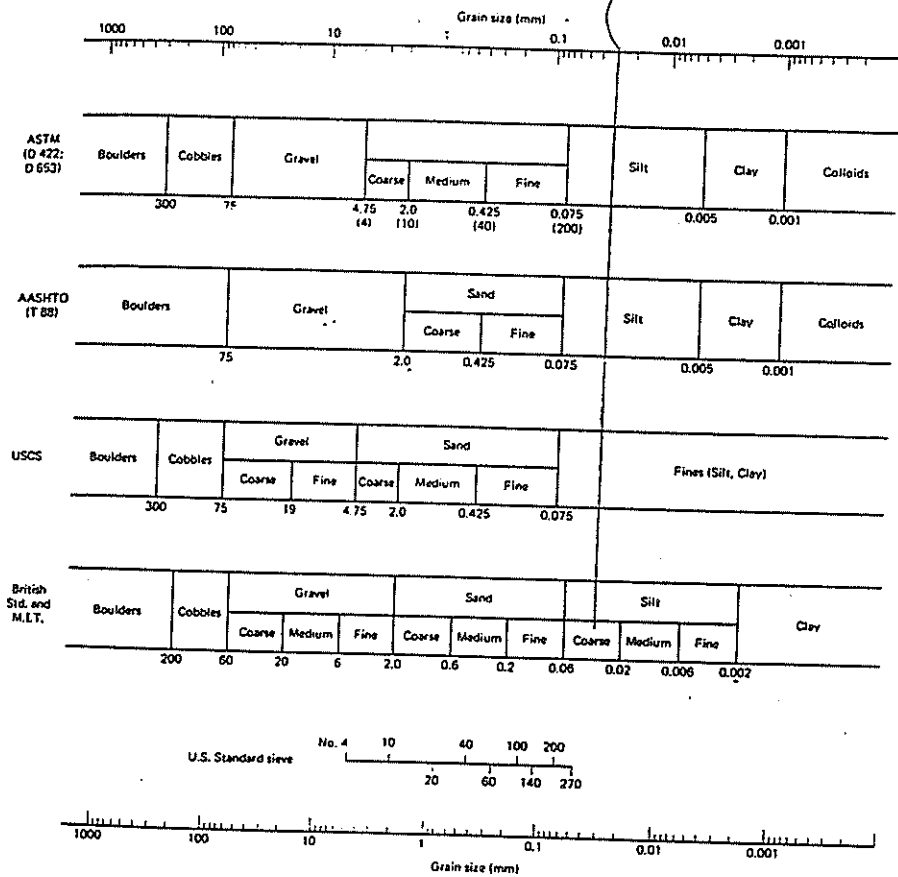 Grain size (mm)
1000 100 10 0.1 0.01 0.001
ASTM
(D 422;
D 653)
Boulders Cobbles Gravel Silt Clay Colloids
Coarse Medium Fine
300 75 4.75 2.0 0.425 0.075 0.005 0.001
(4) (10) (40) (200)
AASHTO
(T 88)
Boulders Gravel Sand Silt Clay Colloids
Coarse Fine
75 2.0 0.425 0.075 0.005 0.001
USCS
Boulders Cobbles Gravel Sand Fines (Silt, Clay)
Coarse Fine Coarse Medium Fine
300 75 19 4.75 2.0 0.425 0.075
British
Std. and
M.I.T.
Boulders Cobbles Gravel Sand Silt Clay
Coarse Medium Fine Coarse Medium Fine Coarse Medium Fine
200 60 20 6 2.0 0.6 0.2 0.06 0.02 0.006 0.002
U.S. Standard sieve
No. 4 10 40 100 200
20 60 140 270
1000 100 10 1 0.1 0.01 0.001
Grain size (mm)